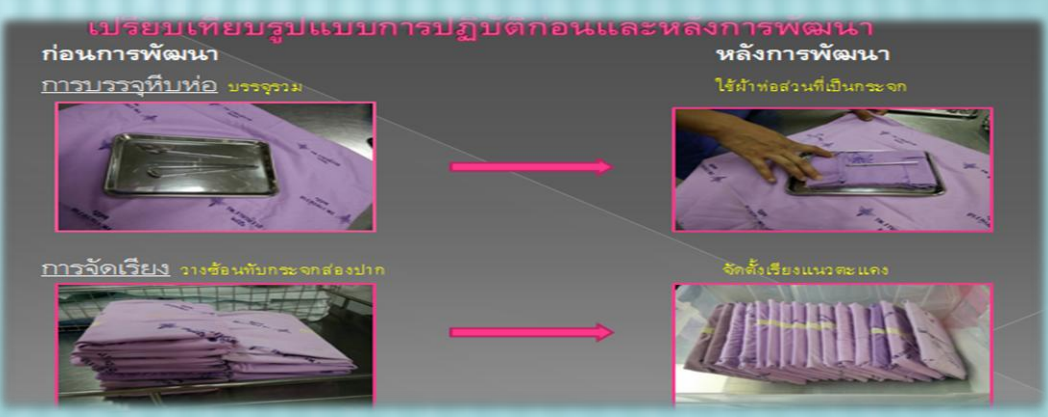 เปรียบเทียบรูปแบบการปฏิบัติก่อนและหลังการพัฒนา
ก่อนการพัฒนา
หลังการพัฒนา
การบรรจุหีบห่อ บรรจุรวม
ใช้ผ้าห่อส่วนที่เป็นกระจก
การจัดเรียง วางซ้อนทับกระจกส่องปาก
จัดตั้งเรียงแนวตะแคง